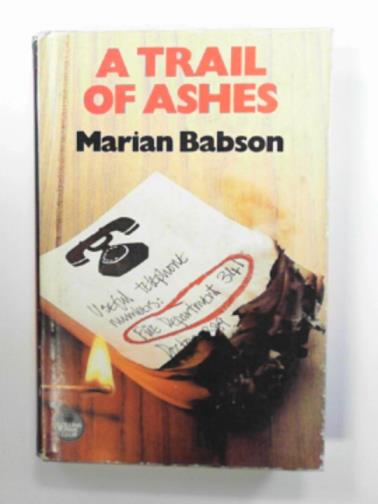 A TRAIL
OF ASHES
Marian Babson
Useful telephone
numbers:
Fire Department 341